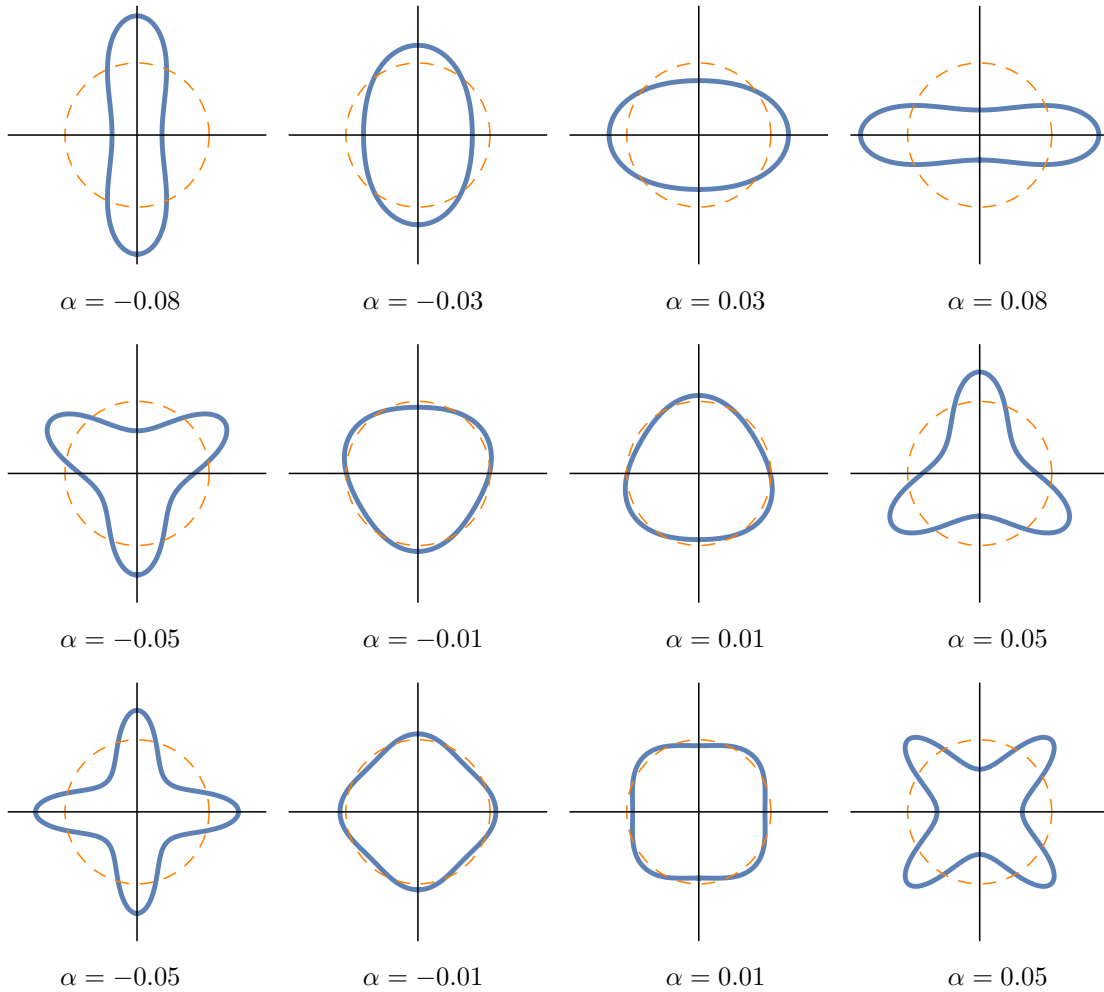 α = −0.08 α = −0.03 α = 0.03 α = 0.08
α = −0.05 α = −0.01 α = 0.01 α = 0.05
α = −0.05 α = −0.01 α = 0.01 α = 0.05